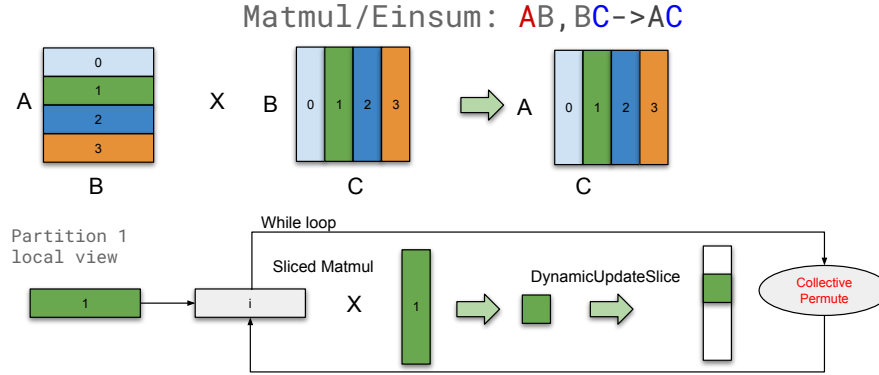 Matmul/Einsum: AB,BC->AC
A
0
1
2
3
B
X
B
0 1 2 3
C
A
0 1 2 3
C
Partition 1
local view
While loop
1
i
Sliced Matmul
X
1
DynamicUpdateSlice
Collective
Permute